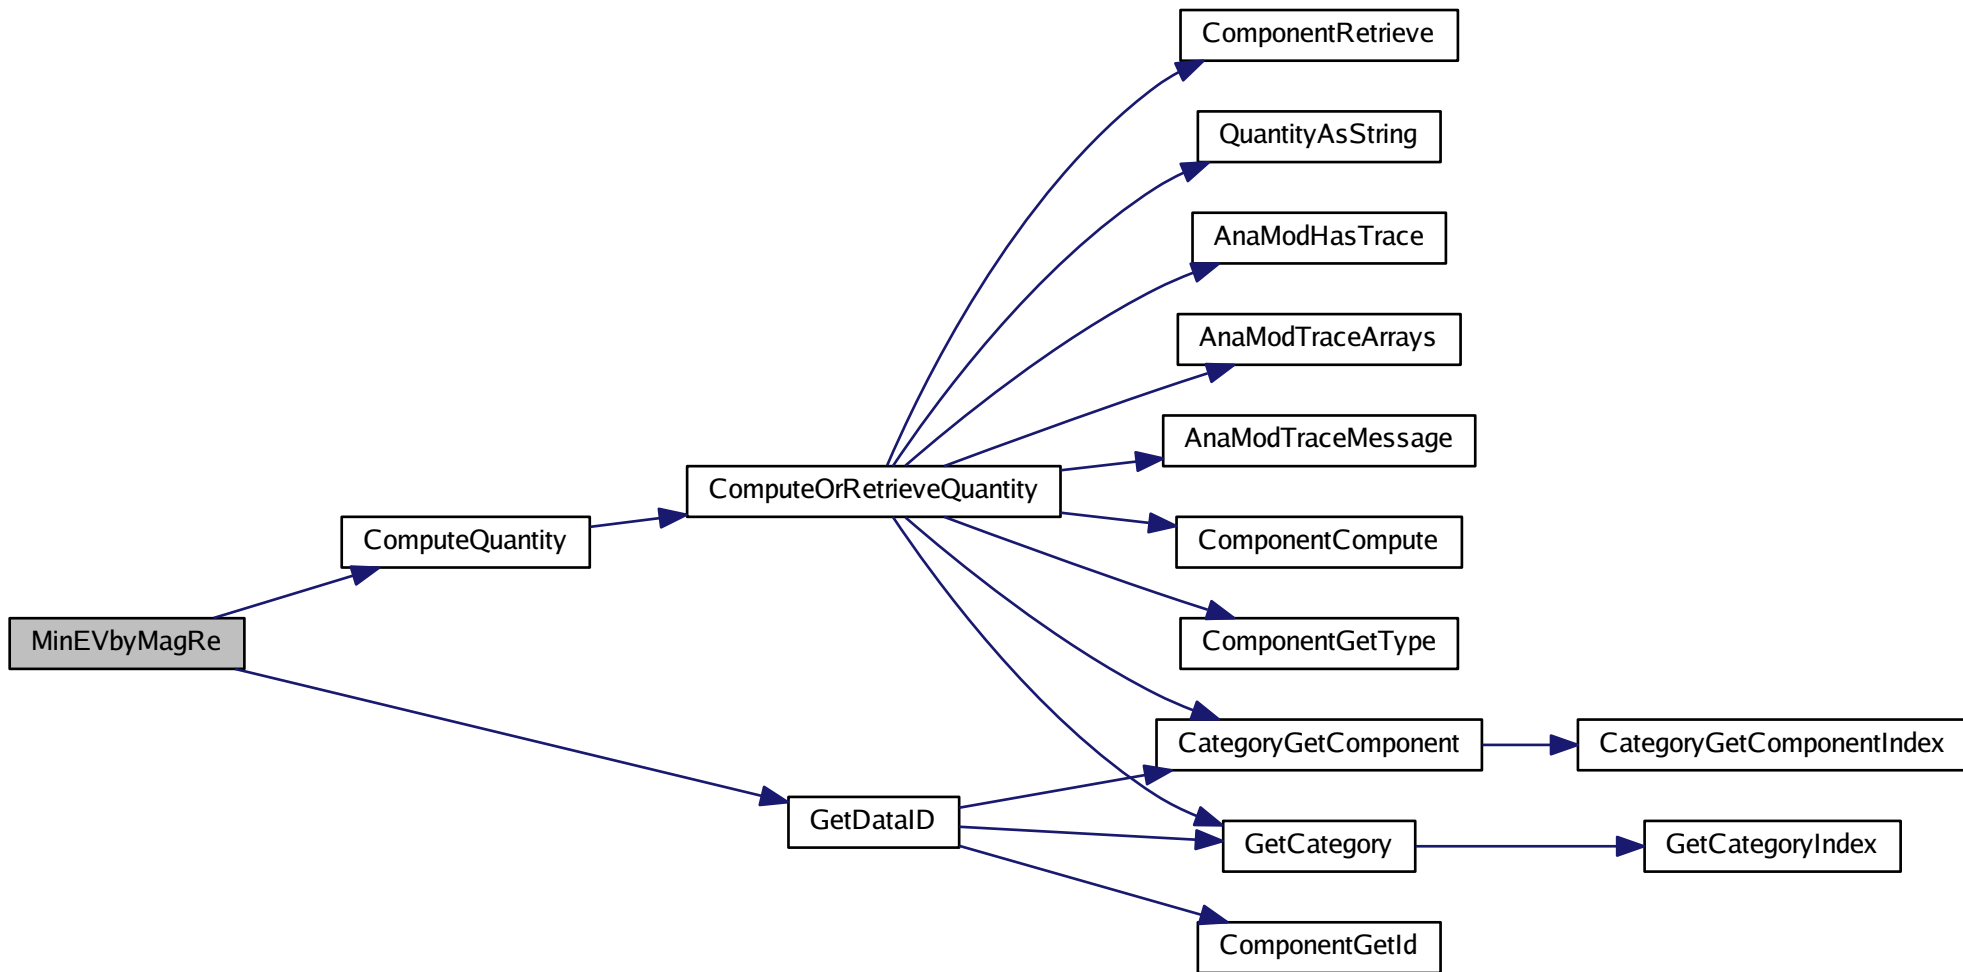 ComponentRetrieve
QuantityAsString
AnaModHasTrace
AnaModTraceArrays
AnaModTraceMessage
ComputeOrRetrieveQuantity
ComputeQuantity
ComponentCompute
MinEVbyMagRe
ComponentGetType
CategoryGetComponent
CategoryGetComponentIndex
GetDataID
GetCategory
GetCategoryIndex
ComponentGetId